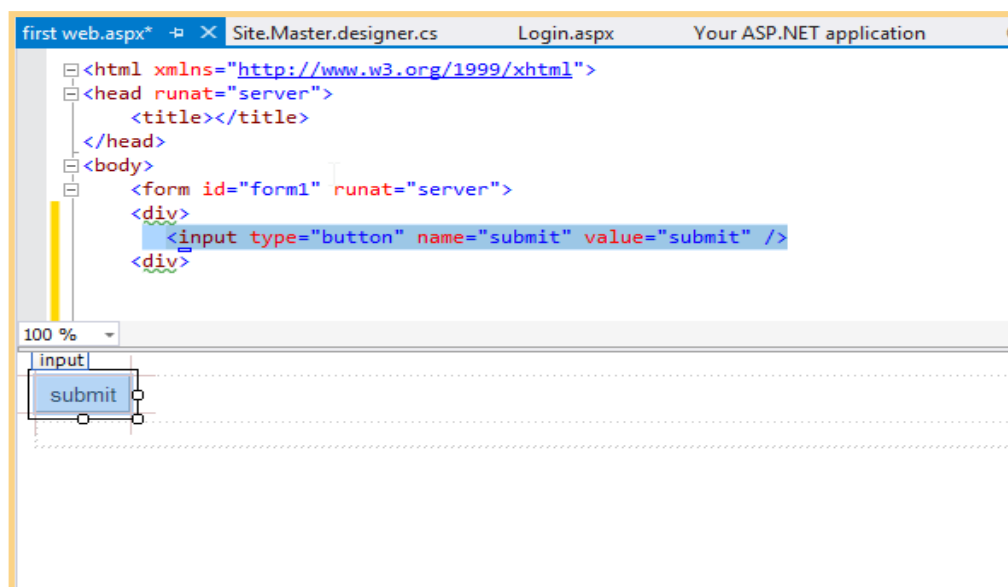 first web.aspx* Site.Master.designer.cs Login.aspx Your ASP.NET application
<html xmlns="http://www.w3.org/1999/xhtml">
<head runat="server">
<title></title>
</head>
<body>
<form id="form1" runat="server">
<div>
<input type="button" name="submit" value="submit" />
<div>
100 %
input
submit